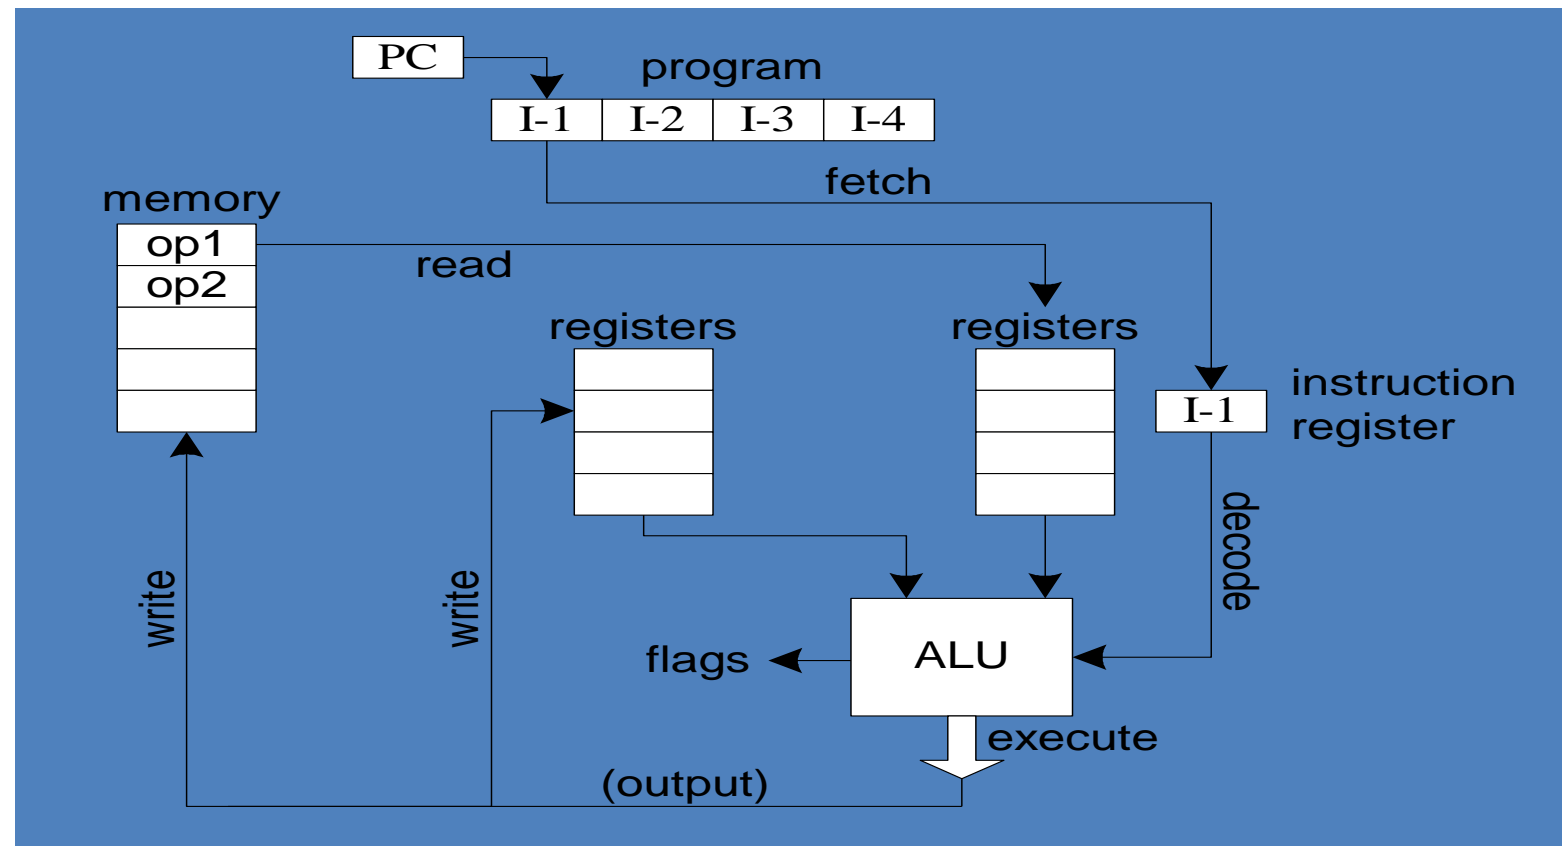 PC
program
I-1 I-2 I-3 I-4
fetch
memory
op1
read
op2
registers
registers
instruction
register
I-1
decode
write
write
flags
ALU
execute
(output)